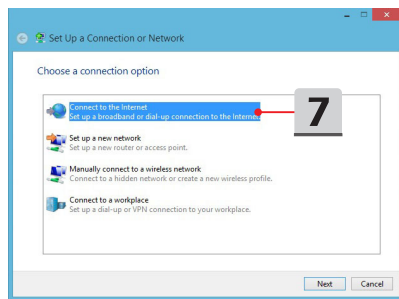 Set Up a Connection or Network
Choose a connection option
Connect to the Internet
Set up a broadband or dial-up connection to the Internet.
7
Set up a new network
Set up a new router or access point.
Manually connect to a wireless network
Connect to a hidden network or create a new wireless profile.
Connect to a workplace
Set up a dial-up or VPN connection to your workplace.
Next Cancel